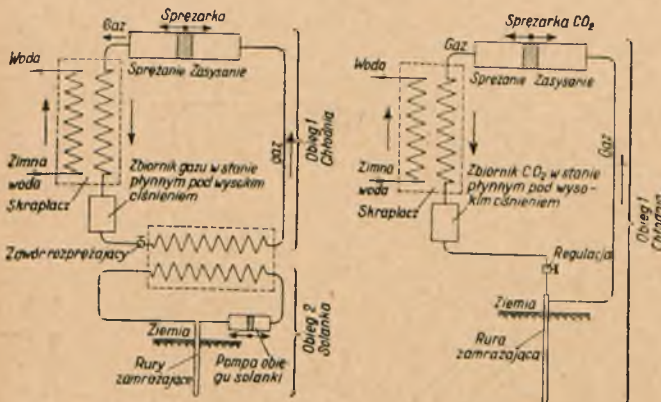 Sprężarka
Gaz
Sprężanie Zasysanie
Woda
Zimna
woda
Skraplacz
Zbiornik gazu w stanie
płynnym pod wysokim
ciśnieniem
gaz
Obieg 1
Chłodnia
Zawór rozprężający
Obieg 2
Solanka
Ziemia
Rury
zamrażające
Pompa obie-
gu solanki
Sprężarka CO₂
Gaz
Sprężanie Zasysanie
Woda
Zimna
woda
Skraplacz
Zbiornik CO₂ w stanie
płynnym pod wyso-
kim ciśnieniem
Gaz
Obieg 1
Chłodnia
Regulacja
Ziemia
Rura
zamrażająca